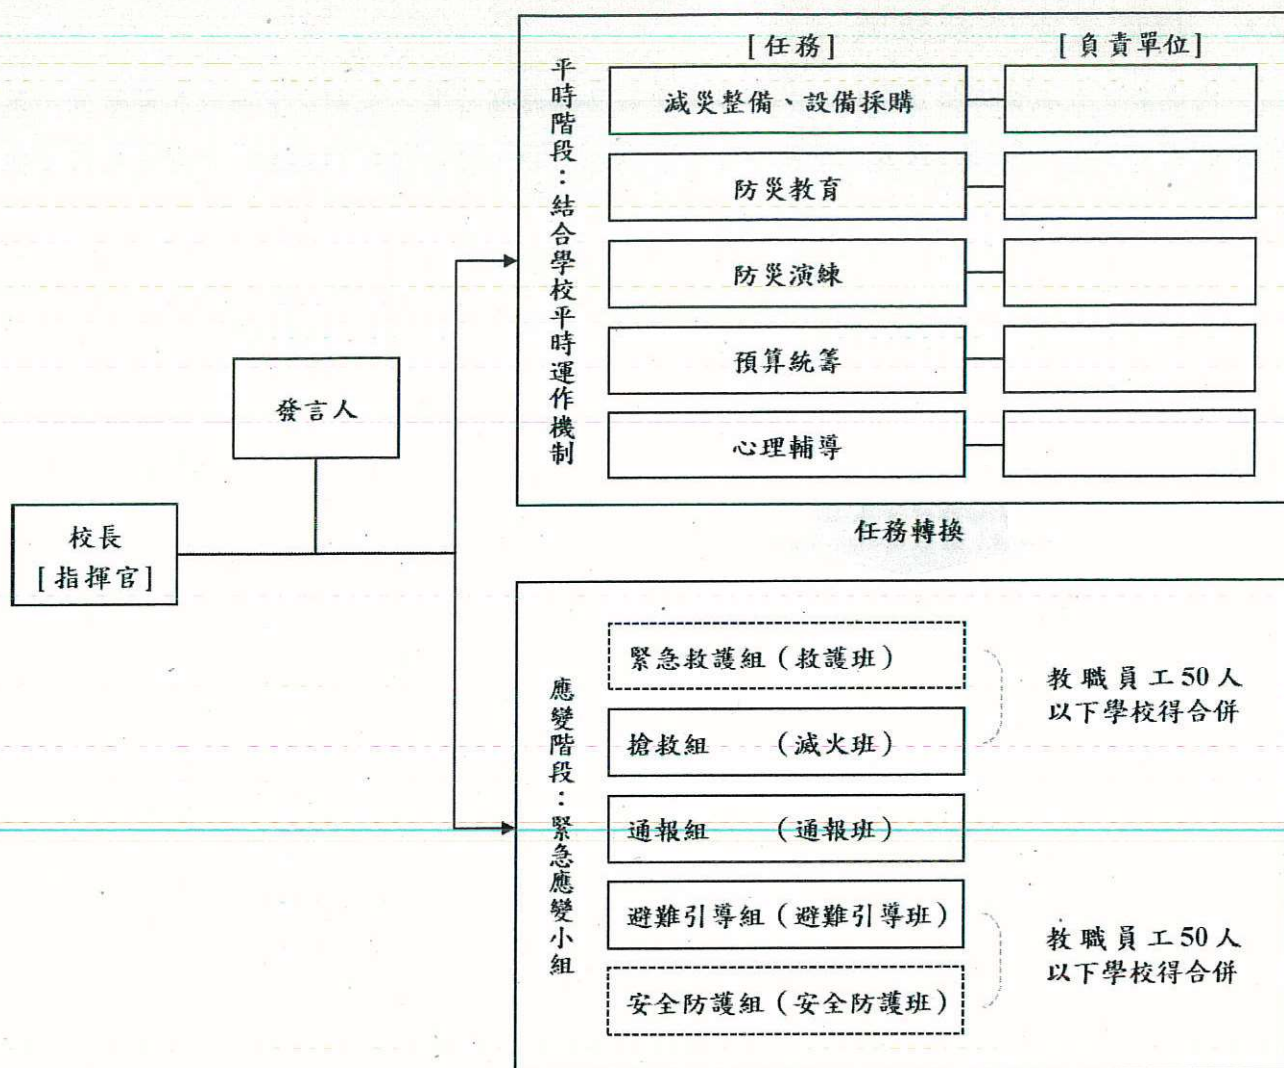 [任務]
[負責單位]
平時階段：結合學校平時運作機制
減災整備、設備採購
防災教育
防災演練
預算統籌
心理輔導
發言人
校長
[指揮官]
任務轉換
應變階段：緊急應變小組
緊急救護組（救護班）
搶救組　　（滅火班）
通報組　　（通報班）
避難引導組（避難引導班）
安全防護組（安全防護班）
教職員工50人
以下學校得合併
教職員工50人
以下學校得合併